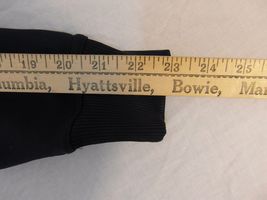 19 20 21 22 23 24 25
umbia, Hyattsville, Bowie, Mar